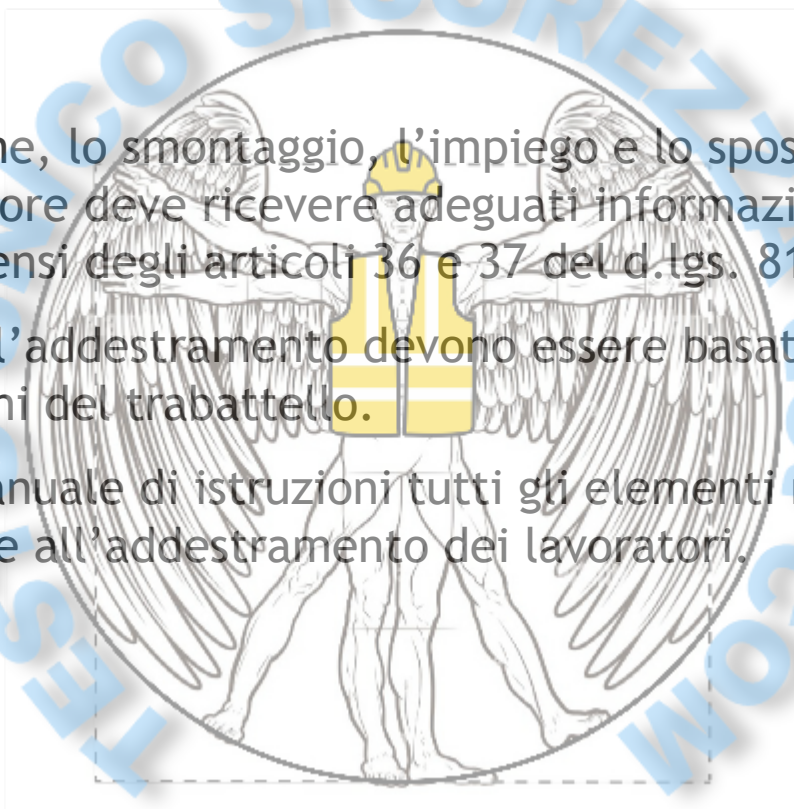 ne, lo smontaggio, l'impiego e lo spos
ore deve ricevere adeguati informazi
ensi degli articoli 36 e 37 del d.lgs. 81
l'addestramento devono essere basat
ni del trabattello.
anuale di istruzioni tutti gli elementi
e all'addestramento dei lavoratori.